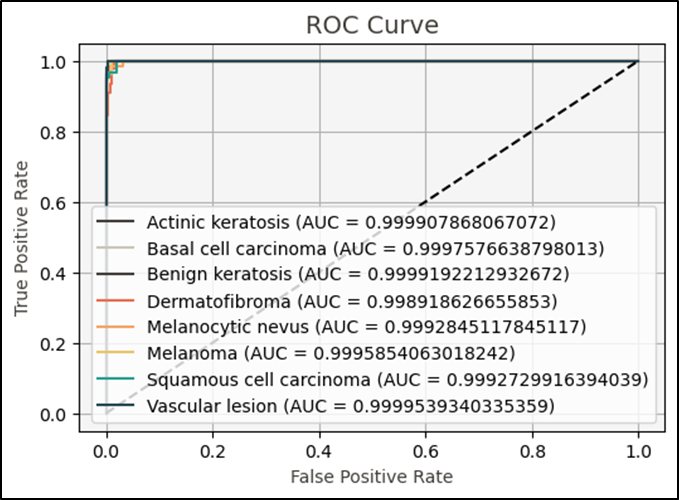 ROC Curve
True Positive Rate
1.0
0.8
0.6
0.4
0.2
0.0
Actinic keratosis (AUC = 0.999907868067072)
Basal cell carcinoma (AUC = 0.9997576638798013)
Benign keratosis (AUC = 0.9999192212932672)
Dermatofibroma (AUC = 0.998918626655853)
Melanocytic nevus (AUC = 0.9992845117845117)
Melanoma (AUC = 0.9995854063018242)
Squamous cell carcinoma (AUC = 0.9992729916394039)
Vascular lesion (AUC = 0.9999539340335359)
0.0 0.2 0.4 0.6 0.8 1.0
False Positive Rate